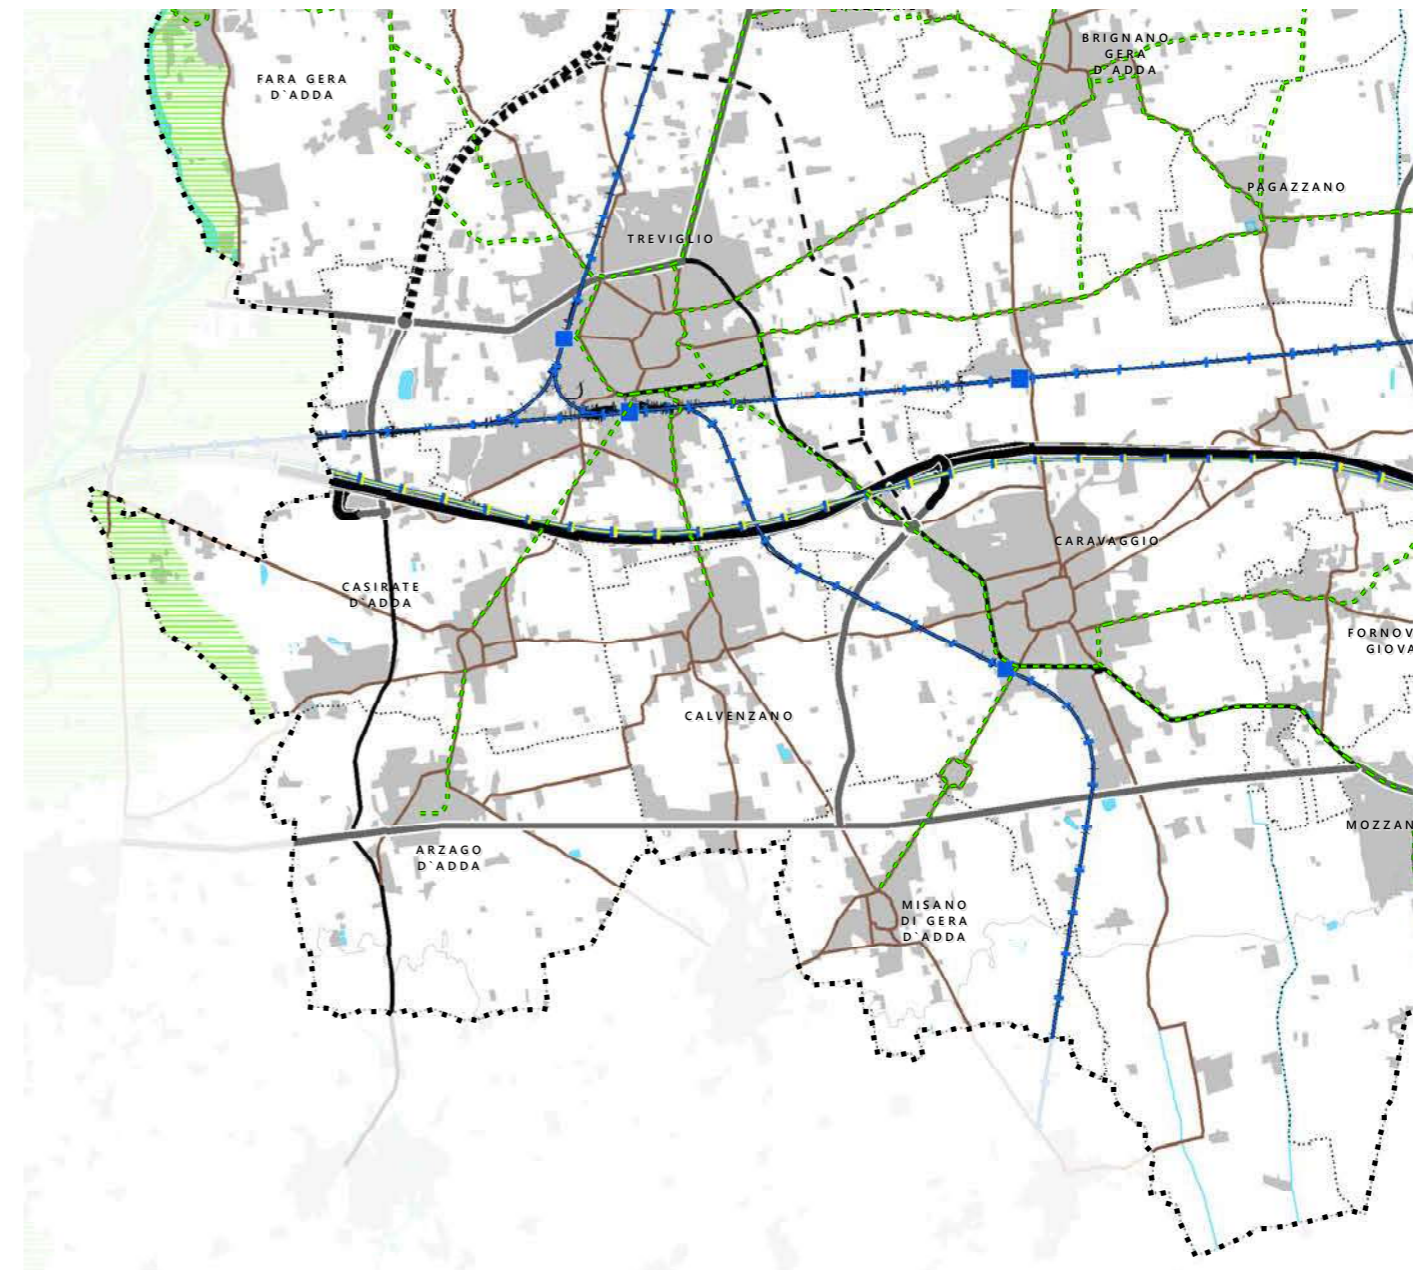 BRIGNANO
GERA
D`ADDA
FARA GERA
D`ADDA
PAGAZZANO
TREVIGLIO
CARAVAGGIO
CASIRATE
D`ADDA
FORNOV
GIOVA
CALVENZANO
MOZZAN
ARZAGO
D`ADDA
MISANO
DI GERA
D`ADDA